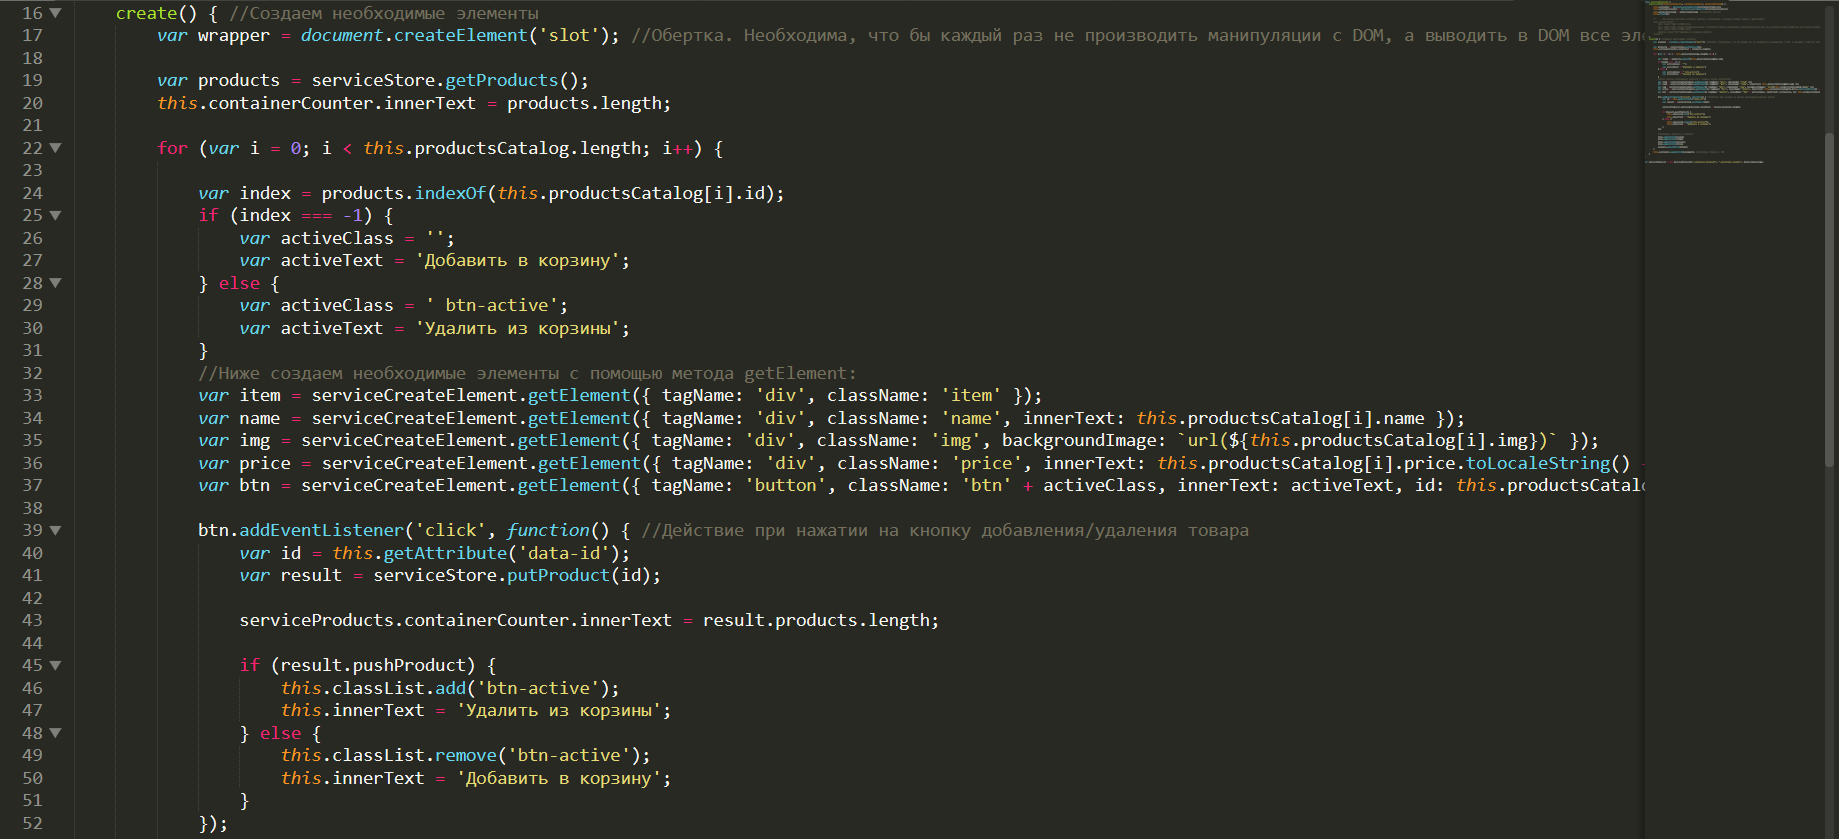 16 create() { //Создаем необходимые элементы
17 var wrapper = document.createElement('slot'); //Обертка. Необходима, что бы каждый раз не производить манипуляции с DOM, а выводить в DOM все
18
19 var products = serviceStore.getProducts();
20 this.containerCounter.innerText = products.length;
21
22 for (var i = 0; i < this.productsCatalog.length; i++) {
23
24 var index = products.indexOf(this.productsCatalog[i].id);
25 if (index === -1) {
26 var activeClass = '';
27 var activeText = 'Добавить в корзину';
28 } else {
29 var activeClass = ' btn-active';
30 var activeText = 'Удалить из корзины';
31 }
32 //Ниже создаем необходимые элементы с помощью метода getElement:
33 var item = serviceCreateElement.getElement({ tagName: 'div', className: 'item' });
34 var name = serviceCreateElement.getElement({ tagName: 'div', className: 'name', innerText: this.productsCatalog[i].name });
35 var img = serviceCreateElement.getElement({ tagName: 'div', className: 'img', backgroundImage: `url(${this.productsCatalog[i].img})` });
36 var price = serviceCreateElement.getElement({ tagName: 'div', className: 'price', innerText: this.productsCatalog[i].price.toLocaleString()
37 var btn = serviceCreateElement.getElement({ tagName: 'button', className: 'btn' + activeClass, innerText: activeText, id:
38
39 btn.addEventListener('click', function() { //Действие при нажатии на кнопку добавления/удаления товара
40 var id = this.getAttribute('data-id');
41 var result = serviceStore.putProduct(id);
42
43 serviceProducts.containerCounter.innerText = result.products.length;
44
45 if (result.pushProduct) {
46 this.classList.add('btn-active');
47 this.innerText = 'Удалить из корзины';
48 } else {
49 this.classList.remove('btn-active');
50 this.innerText = 'Добавить в корзину';
51 }
52 });